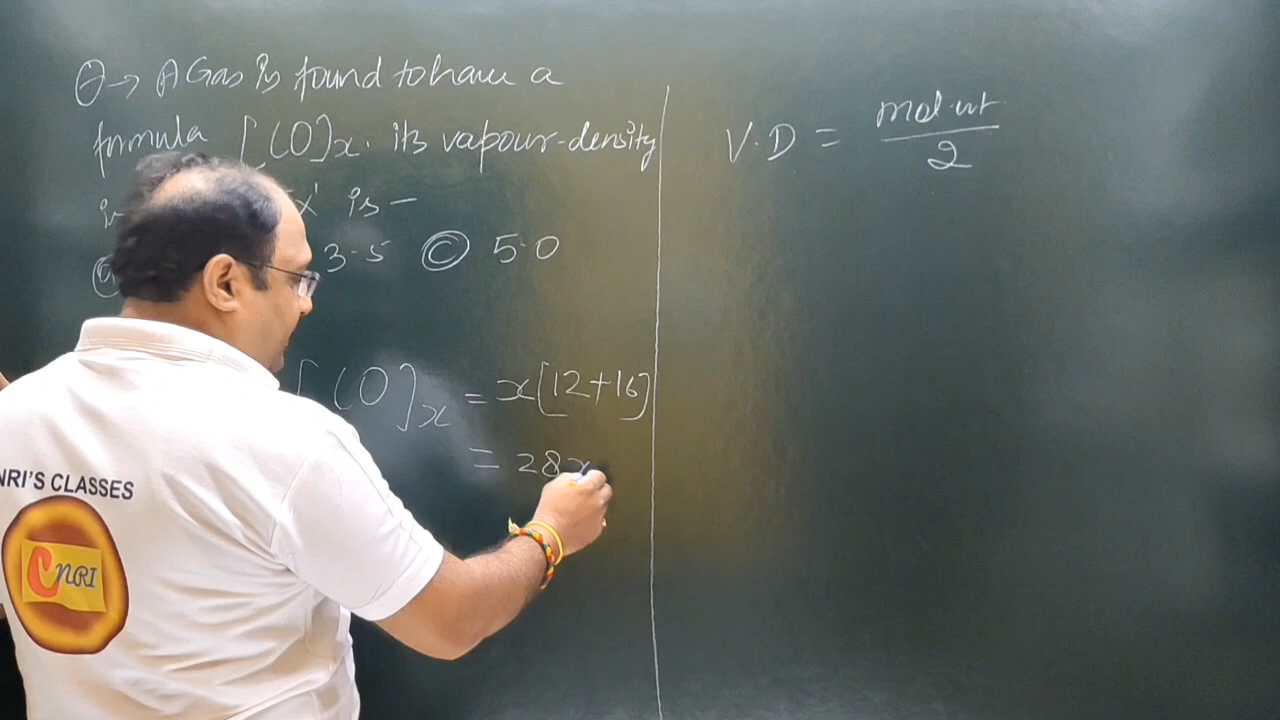 Q→ A Gas is found to have a
formula [CO]x. its vapour-density
is x' is -
3.5 ⓒ 5.0
[CO]x = x[12+16]
= 28x
V.D = mol.wt
2
NRI'S CLASSES
CNRI